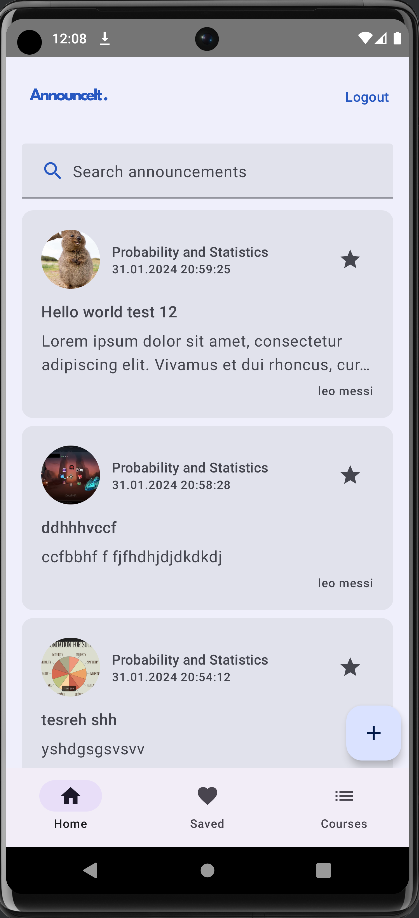 12:08
AnnounceIt.
Logout
Search announcements
Probability and Statistics
31.01.2024 20:59:25
Hello world test 12
Lorem ipsum dolor sit amet, consectetur
adipiscing elit. Vivamus et dui rhoncus, cur...
leo messi
Probability and Statistics
31.01.2024 20:58:28
ddhhhvccf
ccfbbhf f fjfhdhjdjdkdkdj
leo messi
Probability and Statistics
31.01.2024 20:54:12
tesreh shh
yshdgsgsvsvv
+
Home
Saved
Courses